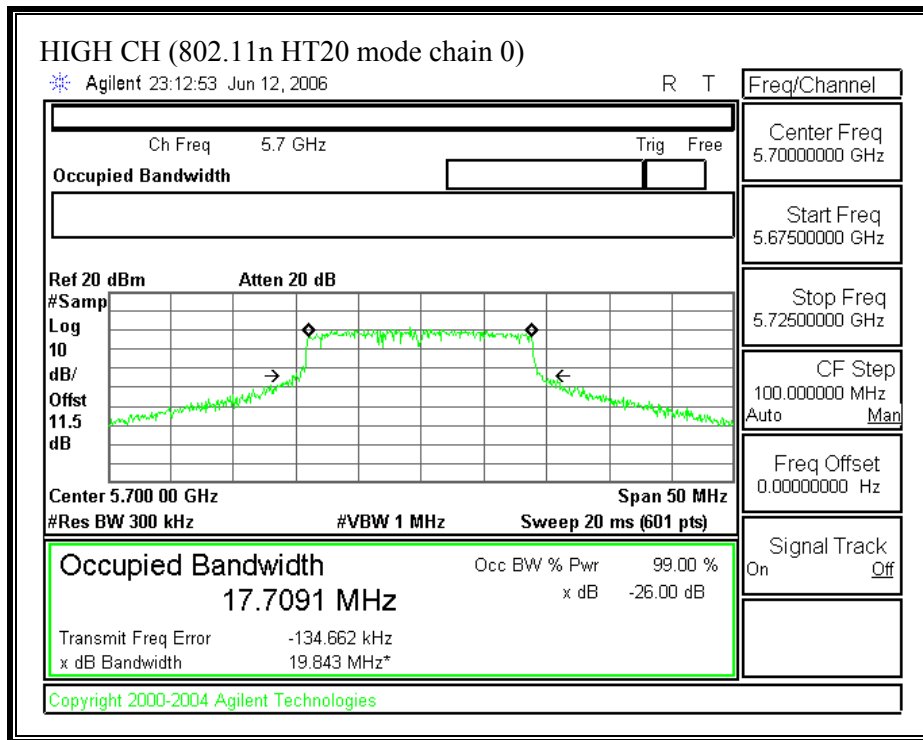 HIGH CH (802.11n HT20 mode chain 0)
Agilent 23:12:53 Jun 12, 2006 R T
Freq/Channel
Ch Freq 5.7 GHz Trig Free
Occupied Bandwidth
Center Freq
5.70000000 GHz
Start Freq
5.67500000 GHz
Stop Freq
5.72500000 GHz
CF Step
100.000000 MHz
Auto Man
Freq Offset
0.00000000 Hz
Signal Track
On Off
Ref 20 dBm Atten 20 dB
#Samp
Log
10
dB/
Offst
11.5
dB
Center 5.700 00 GHz Span 50 MHz
#Res BW 300 kHz #VBW 1 MHz Sweep 20 ms (601 pts)
Occupied Bandwidth
17.7091 MHz
Occ BW % Pwr 99.00 %
x dB -26.00 dB
Transmit Freq Error -134.662 kHz
x dB Bandwidth 19.843 MHz*
Copyright 2000-2004 Agilent Technologies